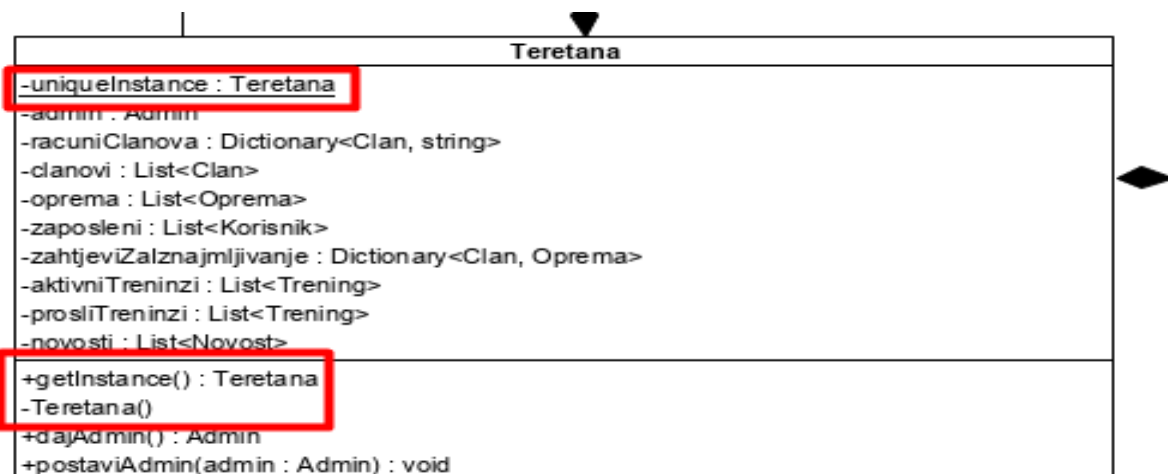 Teretana
-uniqueInstance : Teretana
-admin : Admin
-racuniClanova : Dictionary<Clan, string>
-clanovi : List<Clan>
-oprema : List<Oprema>
-zaposleni : List<Korisnik>
-zahtjeviZaIznajmljivanje : Dictionary<Clan, Oprema>
-aktivniTreninzi : List<Trening>
-prosliTreninzi : List<Trening>
-novosti : List<Novost>
+getInstance() : Teretana
-Teretana()
+dajAdmin() : Admin
+postaviAdmin(admin : Admin) : void